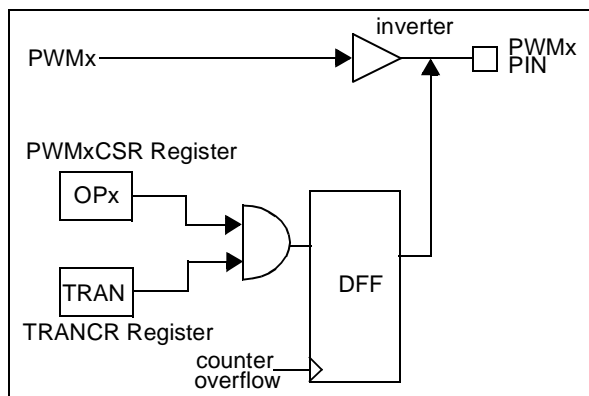 inverter
PWMx
PWMx
PIN
PWMxCSR Register
OPx
TRAN
DFF
TRANCR Register
counter
overflow